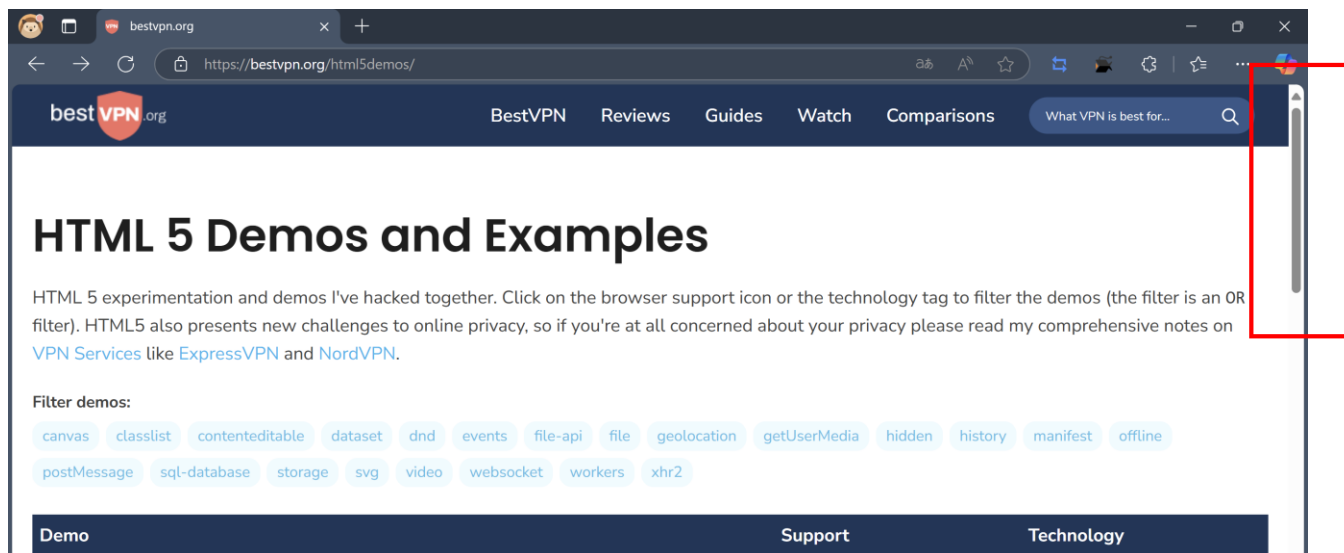 bestvpn.org
https://bestvpn.org/html5demos/
best VPN .org
BestVPN Reviews Guides Watch Comparisons What VPN is best for...
HTML 5 Demos and Examples
HTML 5 experimentation and demos I've hacked together. Click on the browser support icon or the technology tag to filter the demos (the filter is an OR
filter). HTML5 also presents new challenges to online privacy, so if you're at all concerned about your privacy please read my comprehensive notes on
VPN Services like ExpressVPN and NordVPN.
Filter demos:
canvas classlist contenteditable dataset dnd events file-api file geolocation getUserMedia hidden history manifest offline
postMessage sql-database storage svg video websocket workers xhr2
Demo Support Technology